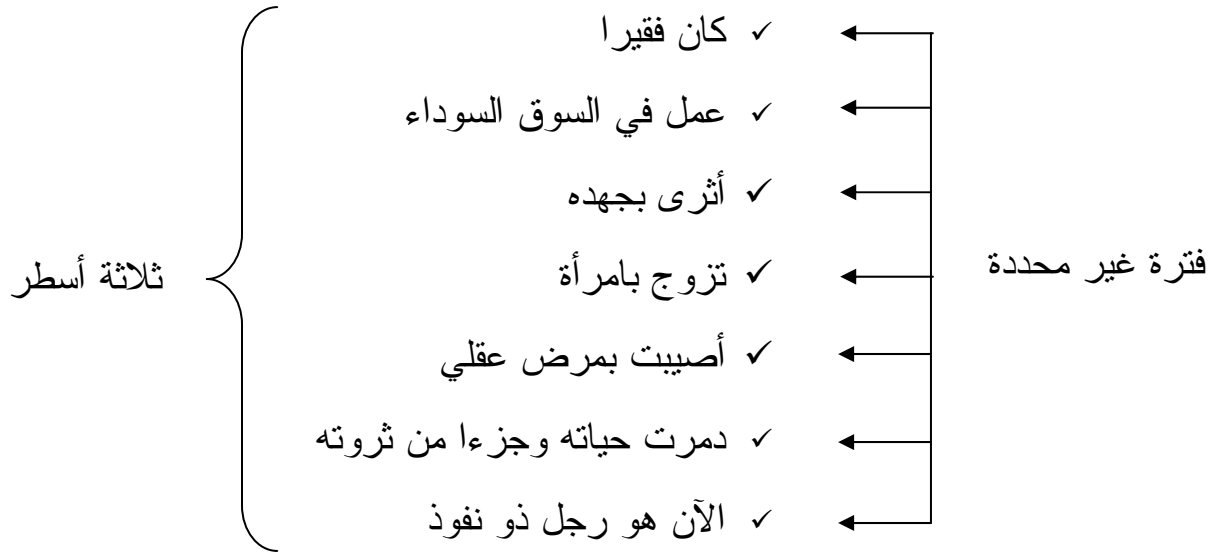 كان فقيرا
عمل في السوق السوداء
أثرى بجهده
فترة غير محددة
تزوج بامرأة
ثلاثة أسطر
أصيبت بمرض عقلي
دمرت حياته وجزءا من ثروته
الآن هو رجل ذو نفوذ